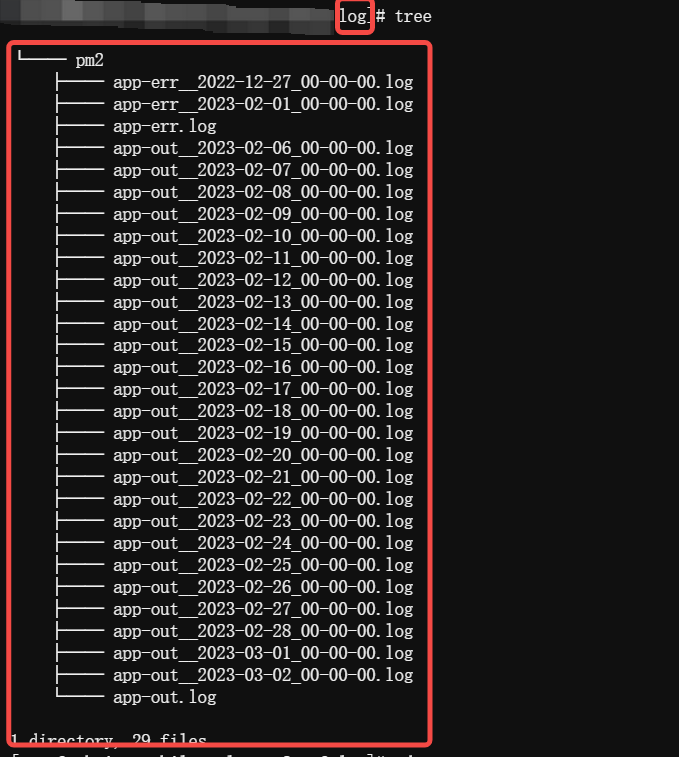 log]# tree
└── pm2
├── app-err__2022-12-27_00-00-00.log
├── app-err__2023-02-01_00-00-00.log
├── app-err.log
├── app-out__2023-02-06_00-00-00.log
├── app-out__2023-02-07_00-00-00.log
├── app-out__2023-02-08_00-00-00.log
├── app-out__2023-02-09_00-00-00.log
├── app-out__2023-02-10_00-00-00.log
├── app-out__2023-02-11_00-00-00.log
├── app-out__2023-02-12_00-00-00.log
├── app-out__2023-02-13_00-00-00.log
├── app-out__2023-02-14_00-00-00.log
├── app-out__2023-02-15_00-00-00.log
├── app-out__2023-02-16_00-00-00.log
├── app-out__2023-02-17_00-00-00.log
├── app-out__2023-02-18_00-00-00.log
├── app-out__2023-02-19_00-00-00.log
├── app-out__2023-02-20_00-00-00.log
├── app-out__2023-02-21_00-00-00.log
├── app-out__2023-02-22_00-00-00.log
├── app-out__2023-02-23_00-00-00.log
├── app-out__2023-02-24_00-00-00.log
├── app-out__2023-02-25_00-00-00.log
├── app-out__2023-02-26_00-00-00.log
├── app-out__2023-02-27_00-00-00.log
├── app-out__2023-02-28_00-00-00.log
├── app-out__2023-03-01_00-00-00.log
├── app-out__2023-03-02_00-00-00.log
└── app-out.log
1 directory, 29 files